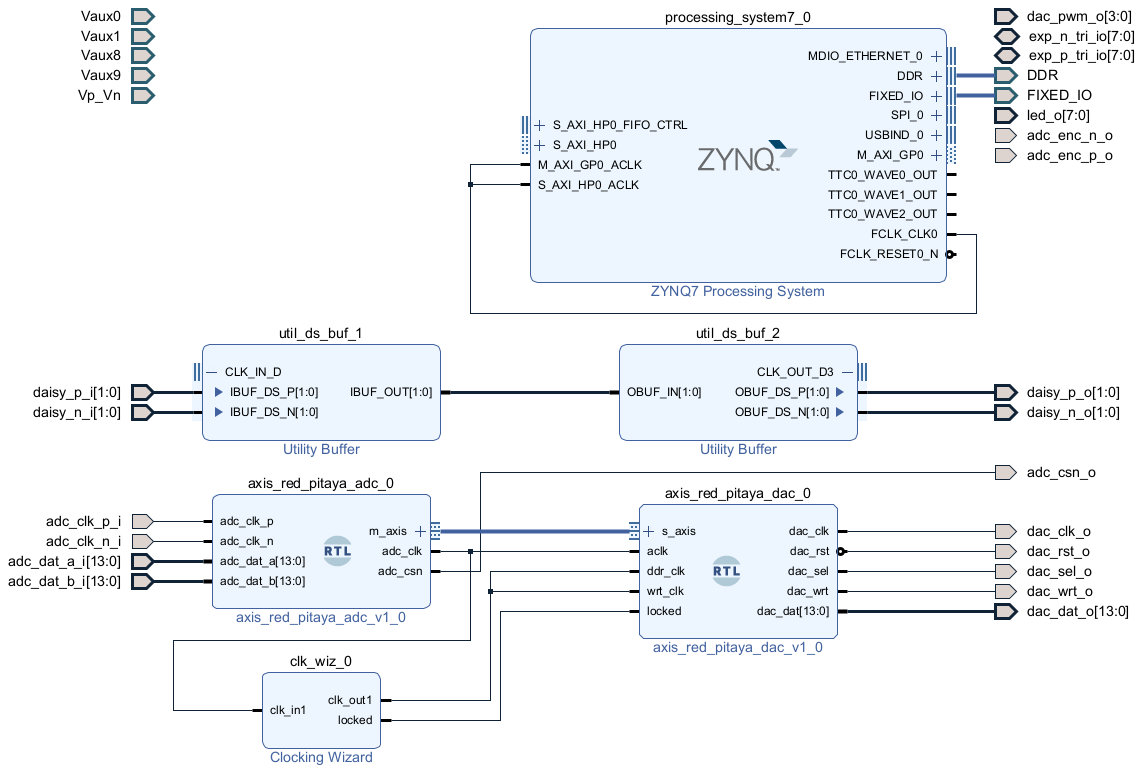 Vaux0
Vaux1
Vaux8
Vaux9
Vp_Vn
processing_system7_0
MDIO_ETHERNET_0
DDR
FIXED_IO
SPI_0
USBIND_0
M_AXI_GP0
TTC0_WAVE0_OUT
TTC0_WAVE1_OUT
TTC0_WAVE2_OUT
FCLK_CLK0
FCLK_RESET0_N
S_AXI_HP0_FIFO_CTRL
S_AXI_HP0
M_AXI_GP0_ACLK
S_AXI_HP0_ACLK
ZYNQ
ZYNQ7 Processing System
dac_pwm_o[3:0]
exp_n_tri_io[7:0]
exp_p_tri_io[7:0]
DDR
FIXED_IO
led_o[7:0]
adc_enc_n_o
adc_enc_p_o
util_ds_buf_1
daisy_p_i[1:0]
daisy_n_i[1:0]
CLK_IN_D
IBUF_DS_P[1:0]
IBUF_DS_N[1:0]
IBUF_OUT[1:0]
Utility Buffer
util_ds_buf_2
OBUF_IN[1:0]
CLK_OUT_D3
OBUF_DS_P[1:0]
OBUF_DS_N[1:0]
Utility Buffer
daisy_p_o[1:0]
daisy_n_o[1:0]
adc_csn_o
axis_red_pitaya_adc_0
adc_clk_p_i
adc_clk_n_i
adc_dat_a_i[13:0]
adc_dat_b_i[13:0]
adc_clk_p
adc_clk_n
adc_dat_a[13:0]
adc_dat_b[13:0]
RTL
m_axis
adc_clk
adc_csn
axis_red_pitaya_adc_v1_0
axis_red_pitaya_dac_0
s_axis
aclk
ddr_clk
wrt_clk
locked
RTL
dac_clk
dac_rst
dac_sel
dac_wrt
dac_dat[13:0]
axis_red_pitaya_dac_v1_0
dac_clk_o
dac_rst_o
dac_sel_o
dac_wrt_o
dac_dat_o[13:0]
clk_wiz_0
clk_in1
clk_out1
locked
Clocking Wizard